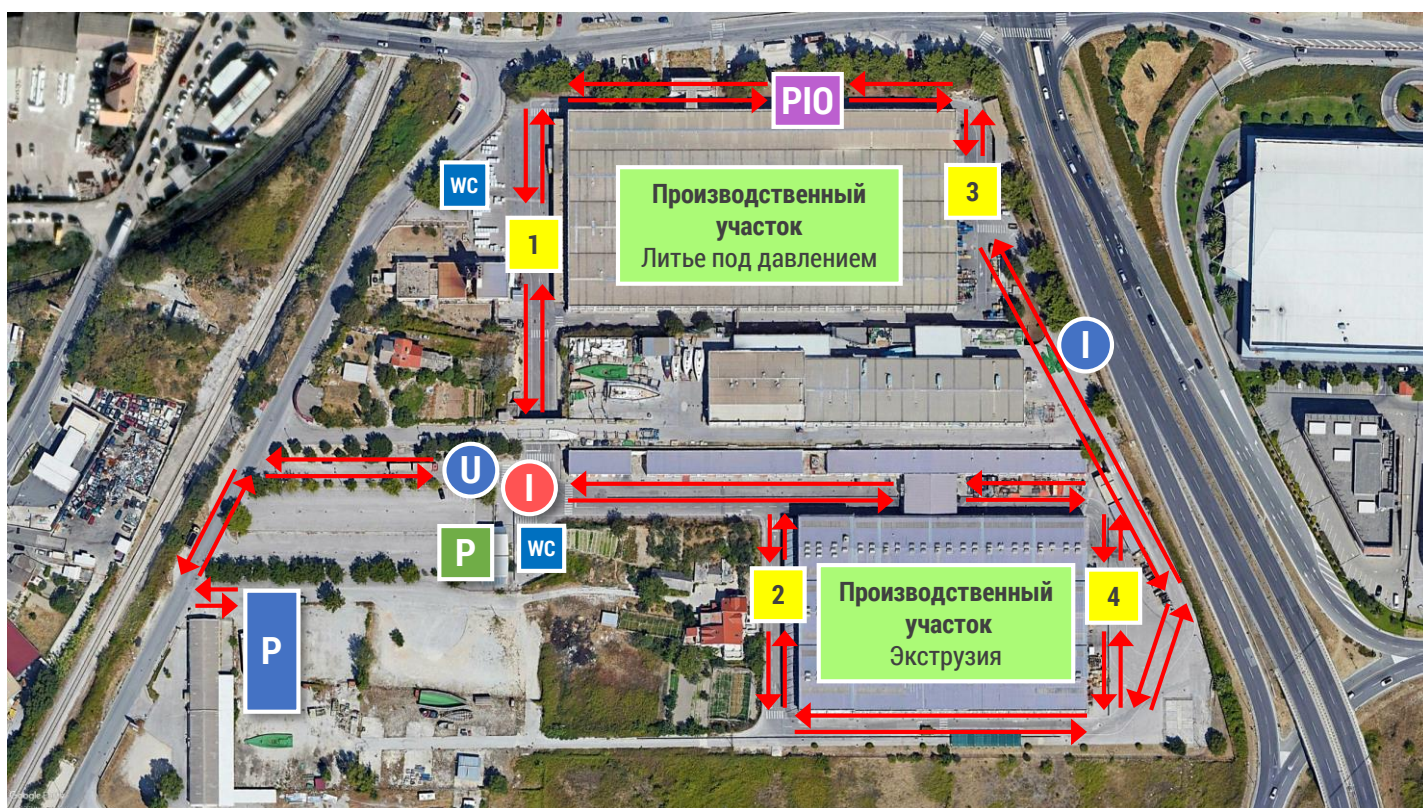 PIO
WC
Производственный
участок
Литье под давлением
3
1
I
U
I
P
WC
2
Производственный
участок
Экструзия
4
P